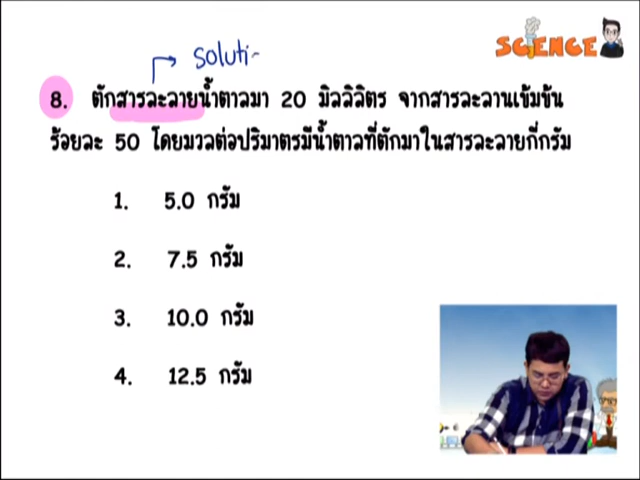 SCIENCE
soluti
8. ตักสารละลายน้ำตาลมา 20 มิลลิลิตร จากสารละลานเข้มข้น
ร้อยละ 50 โดยมวลต่อปริมาตรมีน้ำตาลที่ตักมาในสารละลายกี่กรัม
1. 5.0 กรัม
2. 7.5 กรัม
3. 10.0 กรัม
4. 12.5 กรัม